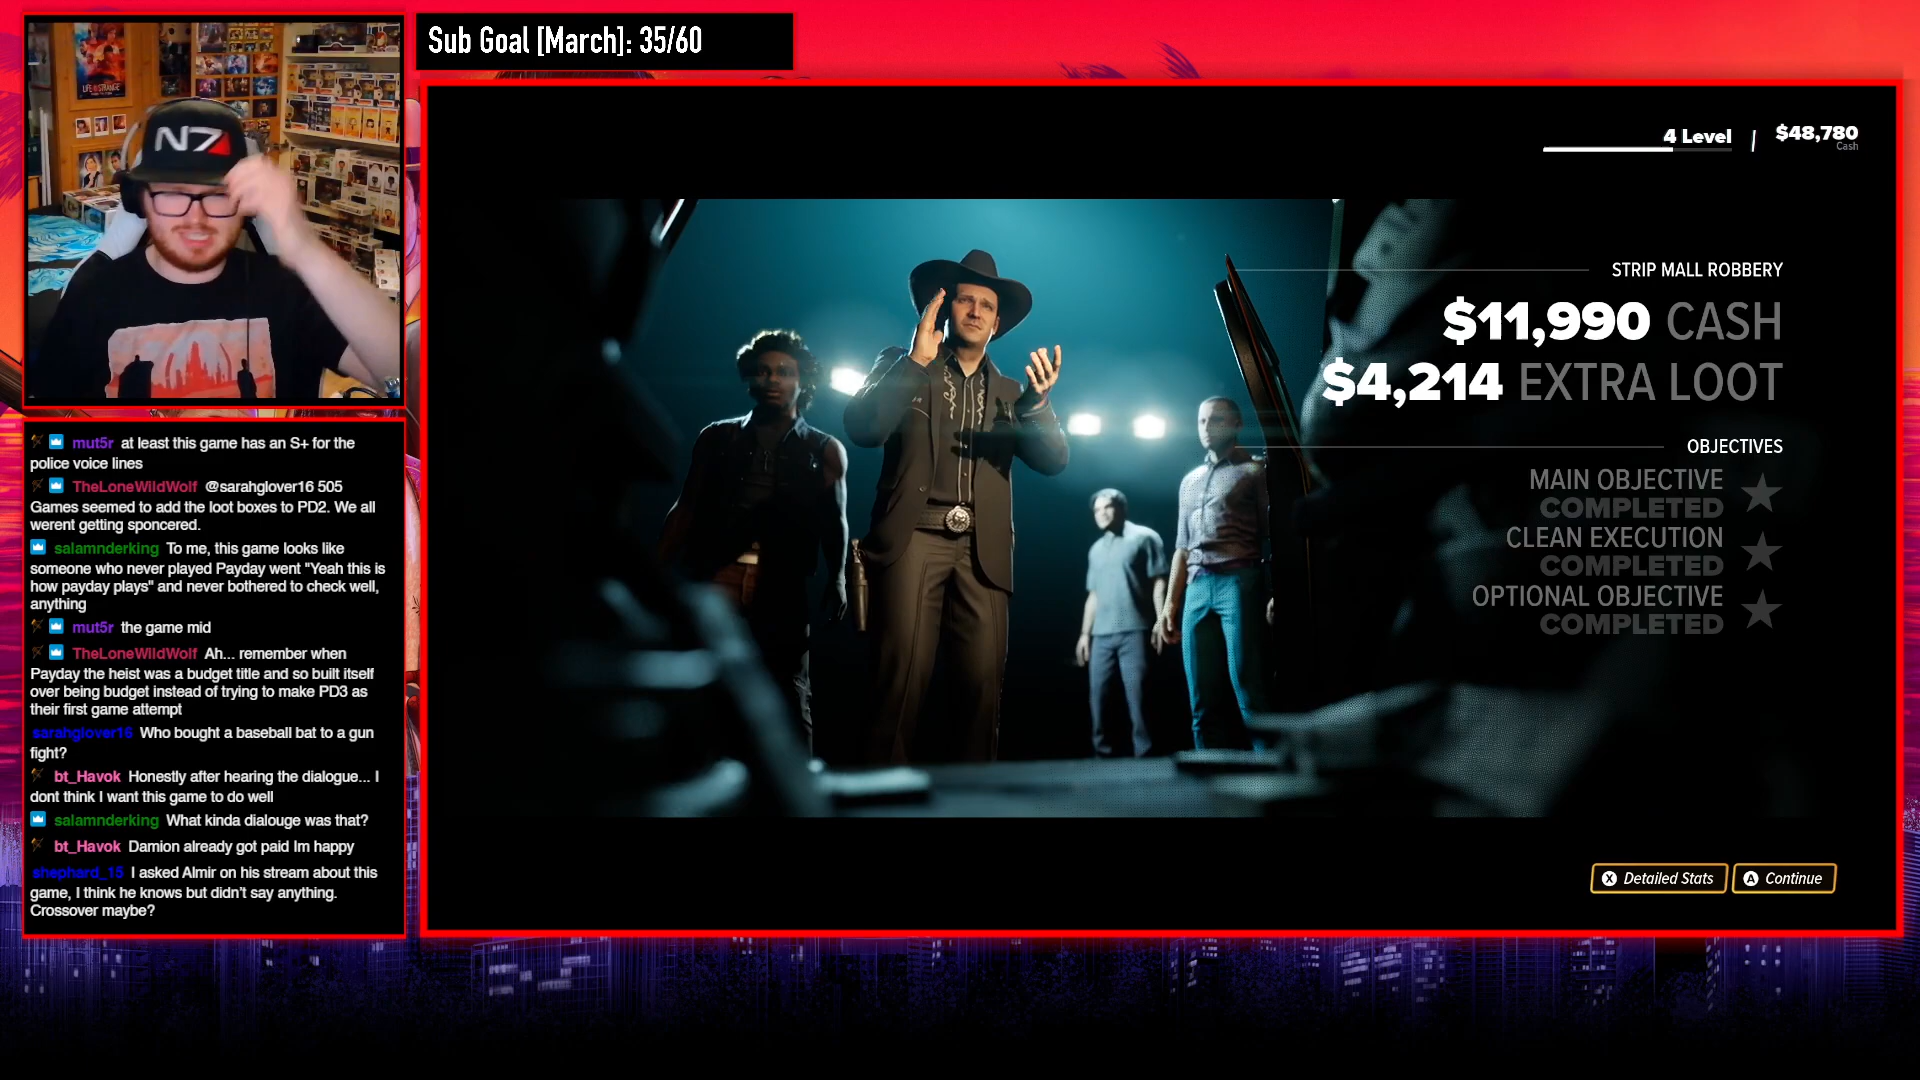 Sub Goal [March]: 35/60
LIFE STRANGE
N7
mut5r at least this game has an S+ for the
police voice lines
TheLoneWildWolf @sarahglover16 505
Games seemed to add the loot boxes to PD2. We all
werent getting sponcered.
salamnderking To me, this game looks like
someone who never played Payday went "Yeah this is
how payday plays" and never bothered to check well,
anything
mut5r the game mid
TheLoneWildWolf Ah... remember when
Payday the heist was a budget title and so built itself
over being budget instead of trying to make PD3 as
their first game attempt
sarahglover16 Who bought a baseball bat to a gun
fight?
bt_Havok Honestly after hearing the dialogue... I
dont think I want this game to do well
salamnderking What kinda dialouge was that?
bt_Havok Damion already got paid Im happy
shephard_15 I asked Almir on his stream about this
game, I think he knows but didn't say anything.
Crossover maybe?
4 Level | $48,780
Cash
STRIP MALL ROBBERY
$11,990 CASH
$4,214 EXTRA LOOT
OBJECTIVES
MAIN OBJECTIVE
COMPLETED
CLEAN EXECUTION
COMPLETED
OPTIONAL OBJECTIVE
COMPLETED
X Detailed Stats
A Continue